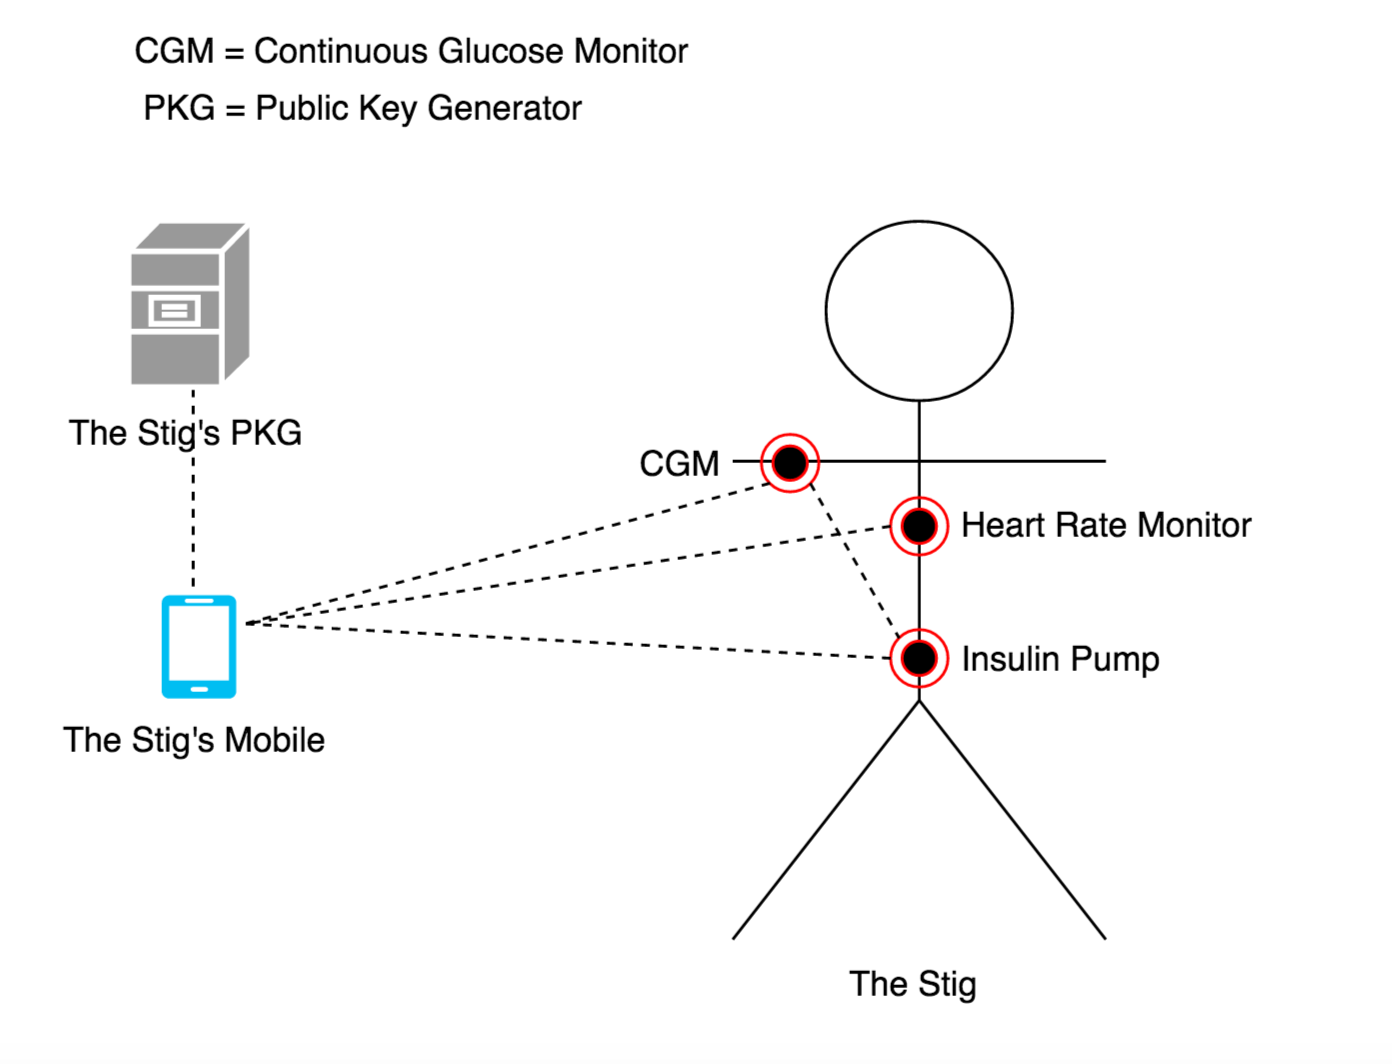 CGM = Continuous Glucose Monitor
PKG = Public Key Generator
The Stig's PKG
CGM
Heart Rate Monitor
Insulin Pump
The Stig's Mobile
The Stig